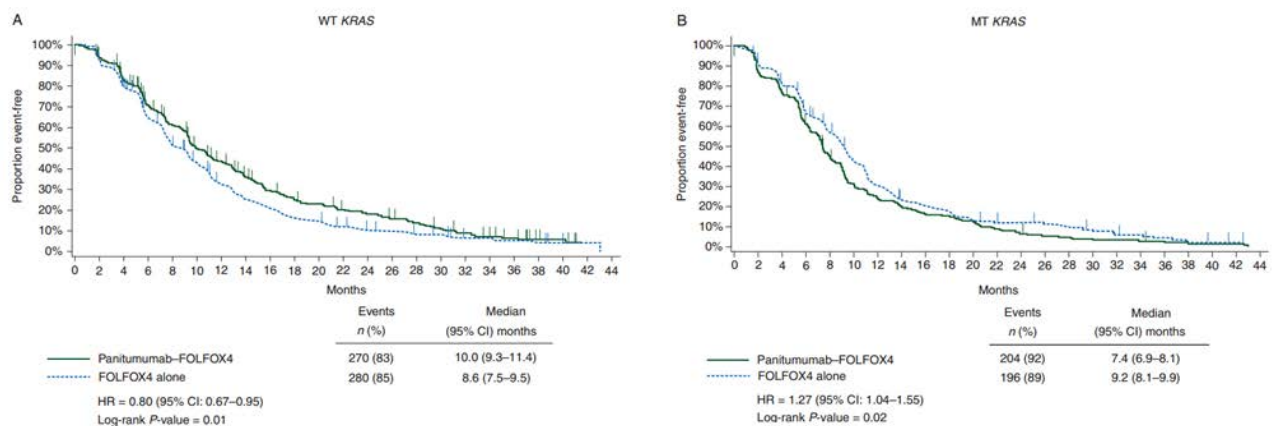 A
WT KRAS
Proportion event-free
100%
90%
80%
70%
60%
50%
40%
30%
20%
10%
0%
0 2 4 6 8 10 12 14 16 18 20 22 24 26 28 30 32 34 36 38 40 42 44
Months
Events Median
n (%) (95% CI) months
Panitumumab–FOLFOX4 270 (83) 10.0 (9.3–11.4)
FOLFOX4 alone 280 (85) 8.6 (7.5–9.5)
HR = 0.80 (95% CI: 0.67–0.95)
Log-rank P-value = 0.01
B
MT KRAS
Proportion event-free
100%
90%
80%
70%
60%
50%
40%
30%
20%
10%
0%
0 2 4 6 8 10 12 14 16 18 20 22 24 26 28 30 32 34 36 38 40 42 44
Months
Events Median
n (%) (95% CI) months
Panitumumab–FOLFOX4 204 (92) 7.4 (6.9–8.1)
FOLFOX4 alone 196 (89) 9.2 (8.1–9.9)
HR = 1.27 (95% CI: 1.04–1.55)
Log-rank P-value = 0.02